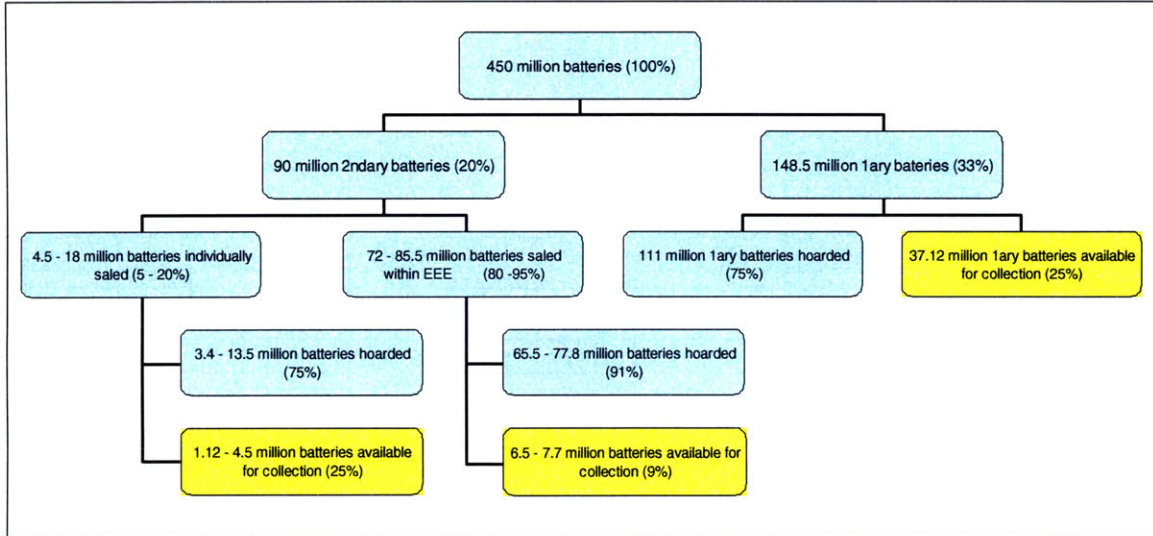 450 million batteries (100%)
90 million 2ndary batteries (20%)
148.5 million 1ary bateries (33%)
4.5 - 18 million batteries individually
saled (5 - 20%)
72 - 85.5 million batteries saled
within EEE (80 -95%)
111 million 1ary batteries hoarded
(75%)
37.12 million 1ary batteries available
for collection (25%)
3.4 - 13.5 million batteries hoarded
(75%)
65.5 - 77.8 million batteries hoarded
(91%)
1.12 - 4.5 million batteries available
for collection (25%)
6.5 - 7.7 million batteries available for
collection (9%)